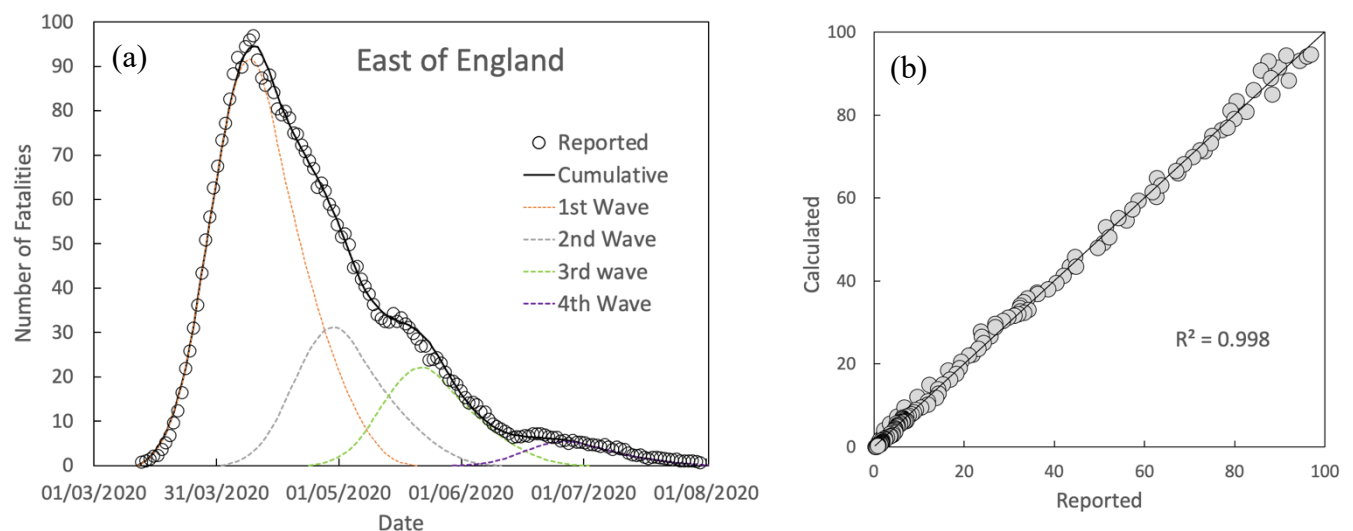 (a)
East of England
Number of Fatalities
100
90
80
70
60
50
40
30
20
10
0
Reported
Cumulative
1st Wave
2nd Wave
3rd wave
4th Wave
01/03/2020 31/03/2020 01/05/2020 01/06/2020 01/07/2020 01/08/2020
Date
(b)
Calculated
100
80
60
40
20
0
R² = 0.998
0 20 40 60 80 100
Reported